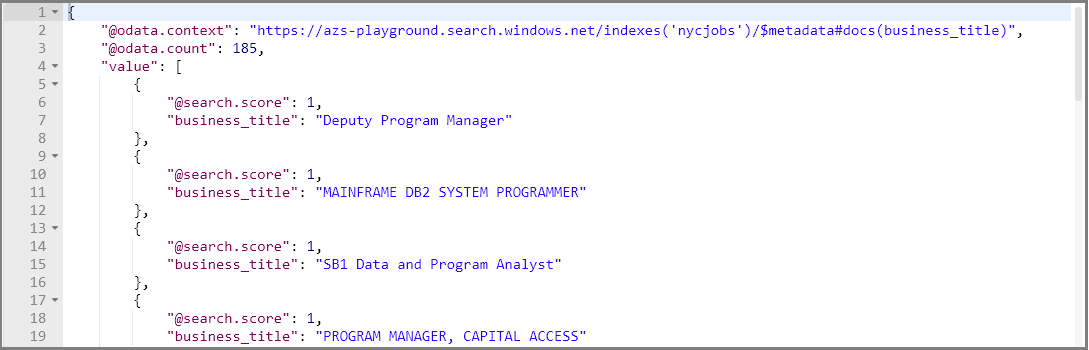 1 {
2 "@odata.context": "https://azs-playground.search.windows.net/indexes('nycjobs')/$metadata#docs(business_title)",
3 "@odata.count": 185,
4 "value": [
5 {
6 "@search.score": 1,
7 "business_title": "Deputy Program Manager"
8 },
9 {
10 "@search.score": 1,
11 "business_title": "MAINFRAME DB2 SYSTEM PROGRAMMER"
12 },
13 {
14 "@search.score": 1,
15 "business_title": "SB1 Data and Program Analyst"
16 },
17 {
18 "@search.score": 1,
19 "business_title": "PROGRAM MANAGER, CAPITAL ACCESS"